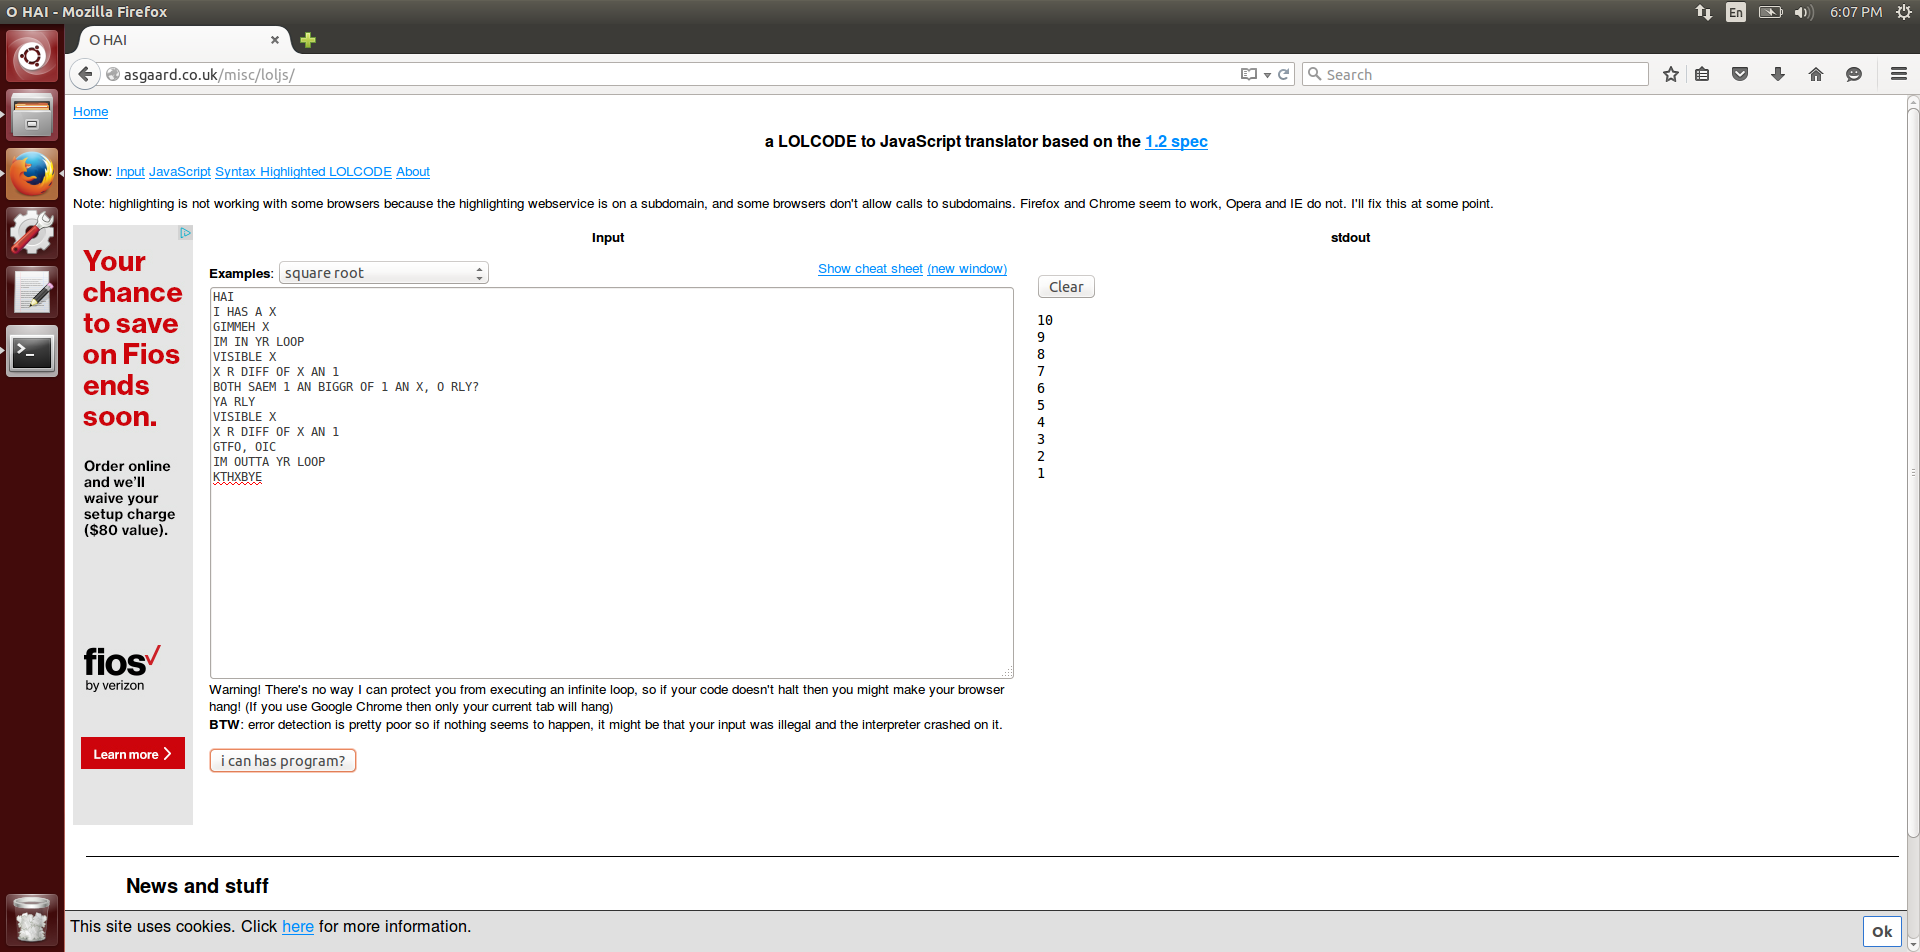 O HAI - Mozilla Firefox
En
6:07 PM
O HAI
asgaard.co.uk/misc/loljs/
Search
Home
a LOLCODE to JavaScript translator based on the 1.2 spec
Show: Input JavaScript Syntax Highlighted LOLCODE About
Note: highlighting is not working with some browsers because the highlighting webservice is on a subdomain, and some browsers don't allow calls to subdomains. Firefox and Chrome seem to work, Opera and IE do not. I'll fix this at some point.
Your
chance
to save
on Fios
ends
soon.
Order online
and we'll
waive your
setup charge
($80 value).
fios
by verizon
Learn more
Input
Examples: square root
Show cheat sheet (new window)
HAI
I HAS A X
GIMMEH X
IM IN YR LOOP
VISIBLE X
X R DIFF OF X AN 1
BOTH SAEM 1 AN BIGGR OF 1 AN X, O RLY?
YA RLY
VISIBLE X
X R DIFF OF X AN 1
GTFO, OIC
IM OUTTA YR LOOP
KTHXBYE
Warning! There's no way I can protect you from executing an infinite loop, so if your code doesn't halt then you might make your browser
hang! (If you use Google Chrome then only your current tab will hang)
BTW: error detection is pretty poor so if nothing seems to happen, it might be that your input was illegal and the interpreter crashed on it.
i can has program?
stdout
Clear
10
9
8
7
6
5
4
3
2
1
News and stuff
This site uses cookies. Click here for more information.
Ok